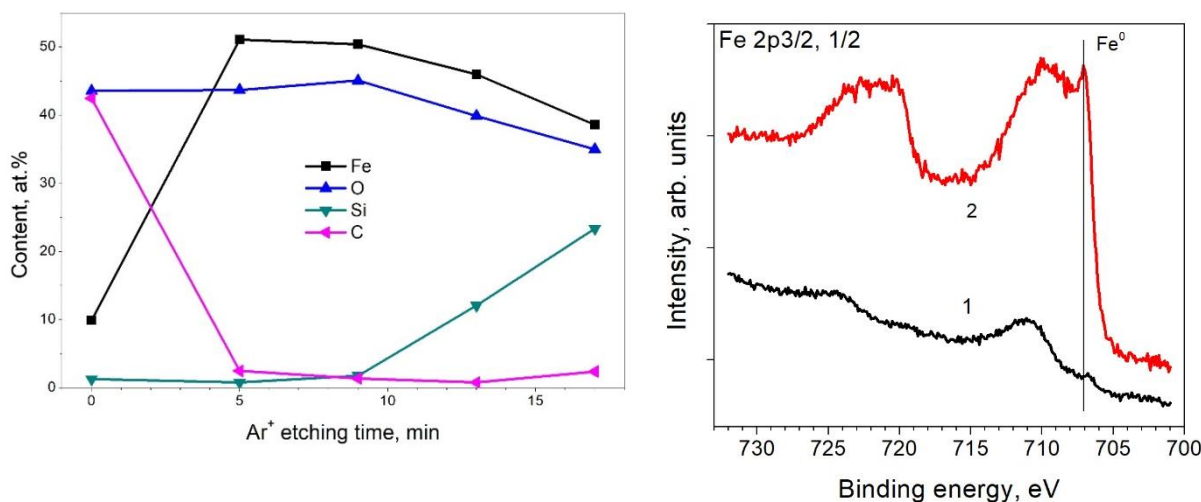 50
40
30
20
10
0
Content, at.%
Fe
O
Si
C
0 5 10 15
Ar⁺ etching time, min
Fe 2p3/2, 1/2
Fe⁰
2
1
Intensity, arb. units
730 725 720 715 710 705 700
Binding energy, eV